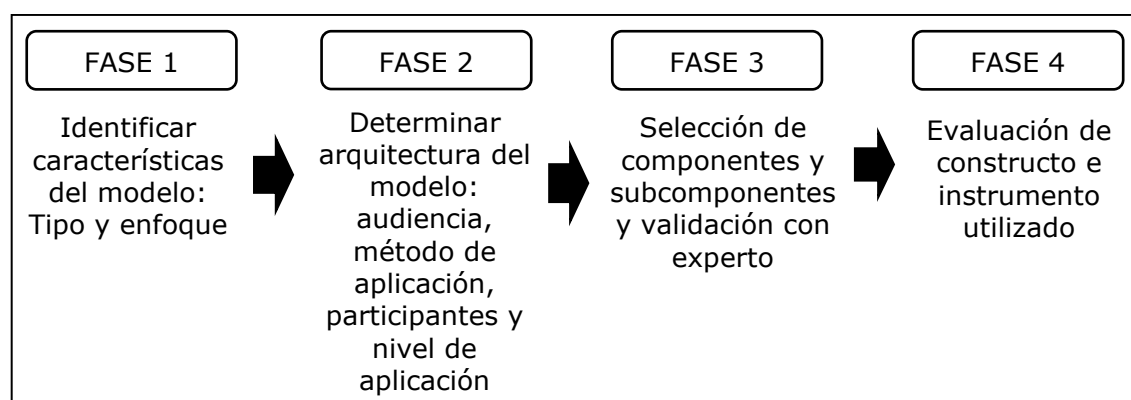 FASE 1
Identificar
características
del modelo:
Tipo y enfoque
FASE 2
Determinar
arquitectura del
modelo:
audiencia,
método de
aplicación,
participantes y
nivel de
aplicación
FASE 3
Selección de
componentes y
subcomponentes
y validación con
experto
FASE 4
Evaluación de
constructo e
instrumento
utilizado